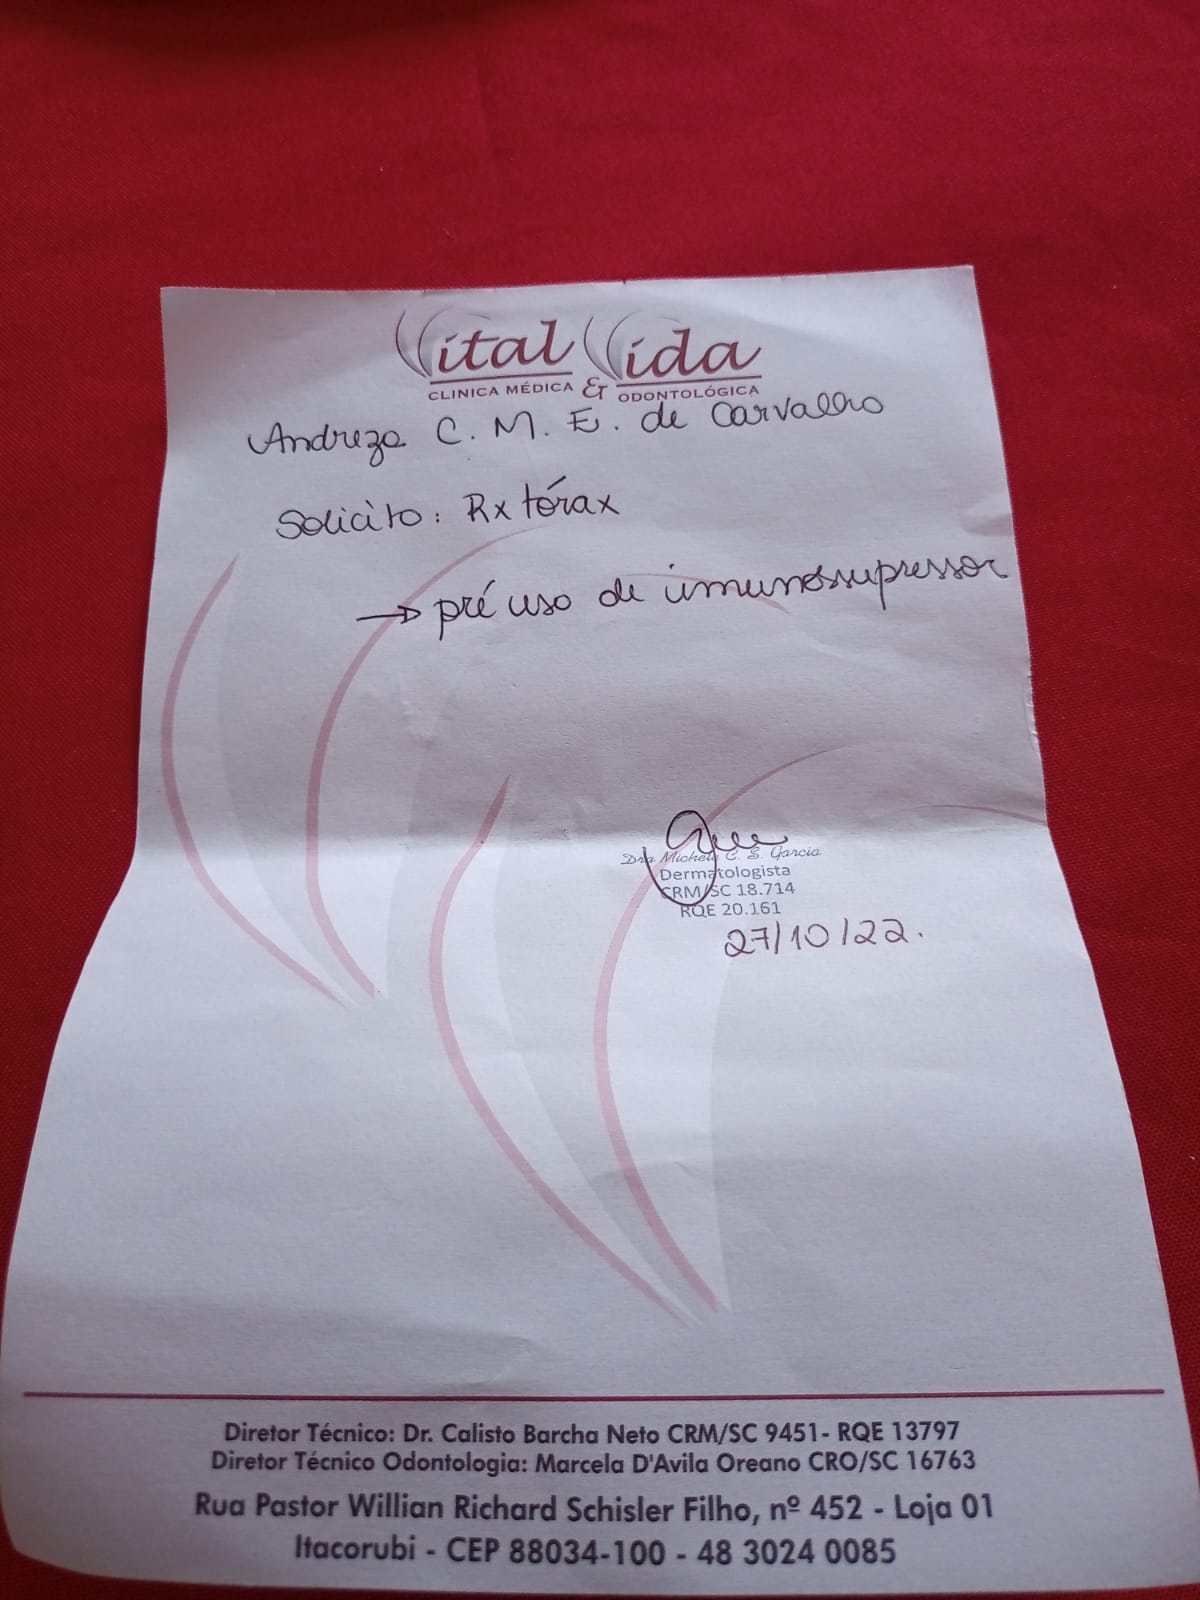 Vital Vida
CLINICA MÉDICA & ODONTOLÓGICA
Andreza C. M. E. de Carvalho
Solicito: Rx tórax
→ pré uso de imunossupressor
Dra Michele C. S. Garcia
Dermatologista
CRM/SC 18.714
RQE 20.161
27/10/22.
Diretor Técnico: Dr. Calisto Barcha Neto CRM/SC 9451- RQE 13797
Diretor Técnico Odontologia: Marcela D'Avila Oreano CRO/SC 16763
Rua Pastor Willian Richard Schisler Filho, nº 452 - Loja 01
Itacorubi - CEP 88034-100 - 48 3024 0085